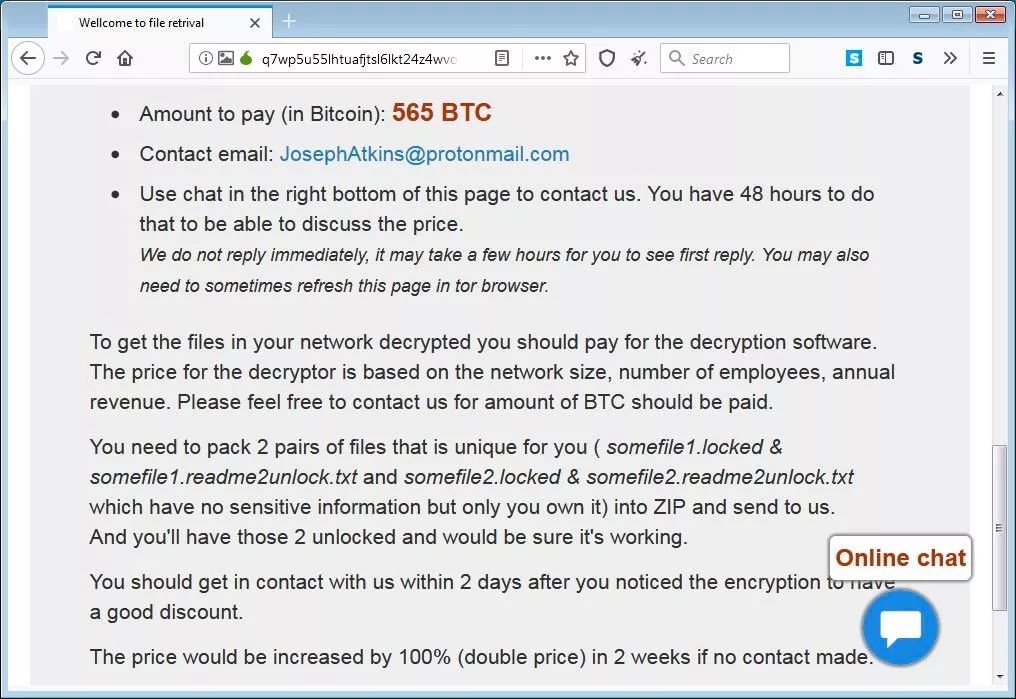 Wellcome to file retrival
q7wp5u55lhtuafjtsl6lkt24z4wvo
Search
S
S
Amount to pay (in Bitcoin): 565 BTC
Contact email: JosephAtkins@protonmail.com
Use chat in the right bottom of this page to contact us. You have 48 hours to do
that to be able to discuss the price.
We do not reply immediately, it may take a few hours for you to see first reply. You may also
need to sometimes refresh this page in tor browser.
To get the files in your network decrypted you should pay for the decryption software.
The price for the decryptor is based on the network size, number of employees, annual
revenue. Please feel free to contact us for amount of BTC should be paid.
You need to pack 2 pairs of files that is unique for you ( somefile1.locked &
somefile1.readme2unlock.txt and somefile2.locked & somefile2.readme2unlock.txt
which have no sensitive information but only you own it) into ZIP and send to us.
And you'll have those 2 unlocked and would be sure it's working.
Online chat
You should get in contact with us within 2 days after you noticed the encryption to have
a good discount.
The price would be increased by 100% (double price) in 2 weeks if no contact made.